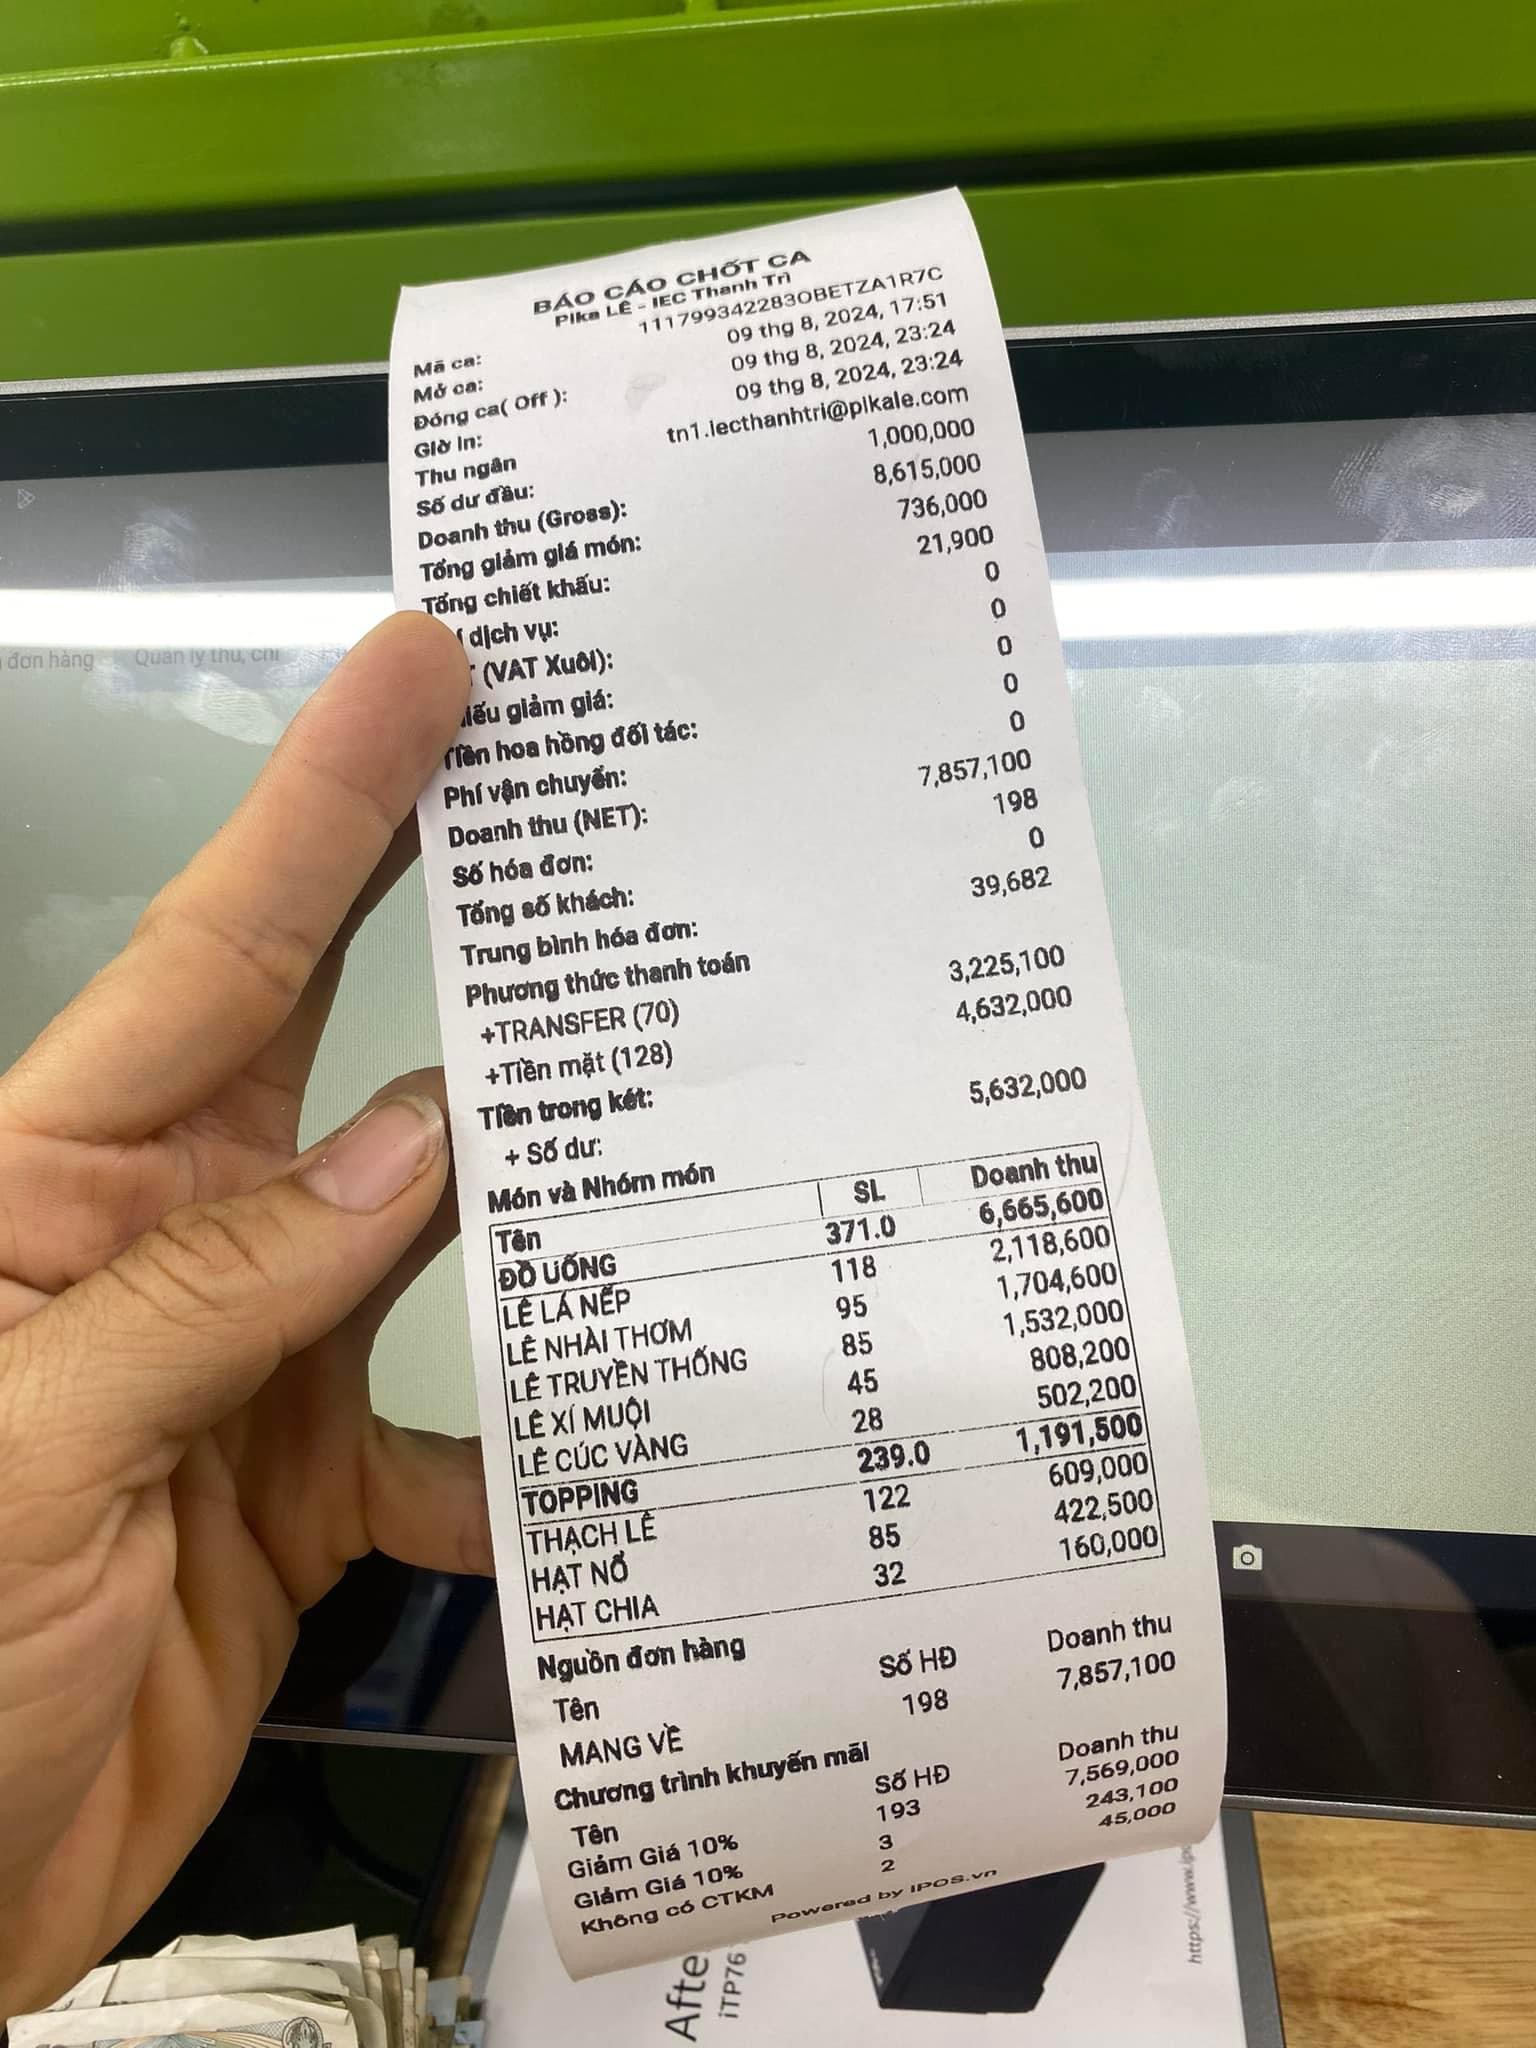 BÁO CÁO CHỐT CA
Pika LÊ - IEC Thanh Trì
Mã ca: 1117993422830BETZA1R7C
Mở ca: 09 thg 8, 2024, 17:51
Đóng ca( Off ): 09 thg 8, 2024, 23:24
Giờ in: 09 thg 8, 2024, 23:24
Thu ngân tn1.iecthanhtri@pikale.com
Số dư đầu: 1,000,000
Doanh thu (Gross): 8,615,000
Tổng giảm giá món: 736,000
Tổng chiết khấu: 21,900
dịch vụ: 0
(VAT Xuôi): 0
giảm giá: 0
Tiền hoa hồng đối tác: 0
Phí vận chuyển: 0
Doanh thu (NET): 7,857,100
Số hóa đơn: 198
Tổng số khách: 0
Trung bình hóa đơn: 39,682
Phương thức thanh toán
+TRANSFER (70) 3,225,100
+Tiền mặt (128) 4,632,000
Tiền trong két:
+ Số dư: 5,632,000
Món và Nhóm món
Tên SL Doanh thu
ĐỒ UỐNG 371.0 6,665,600
LÊ LÁ NẾP 118 2,118,600
LÊ NHÀI THƠM 95 1,704,600
LÊ TRUYỀN THỐNG 85 1,532,000
LÊ XÍ MUỘI 45 808,200
LÊ CÚC VÀNG 28 502,200
TOPPING 239.0 1,191,500
THẠCH LÊ 122 609,000
HẠT NỔ 85 422,500
HẠT CHIA 32 160,000
Nguồn đơn hàng
Tên Số HĐ Doanh thu
MANG VỀ 198 7,857,100
Chương trình khuyến mãi
Tên Số HĐ Doanh thu
Giảm Giá 10% 193 7,569,000
Giảm Giá 10% 3 243,100
Không có CTKM 2 45,000
Powered by IPOS.vn
đơn hàng
Quản lý thu, chi
Afte
iTP76
https://www.ipo